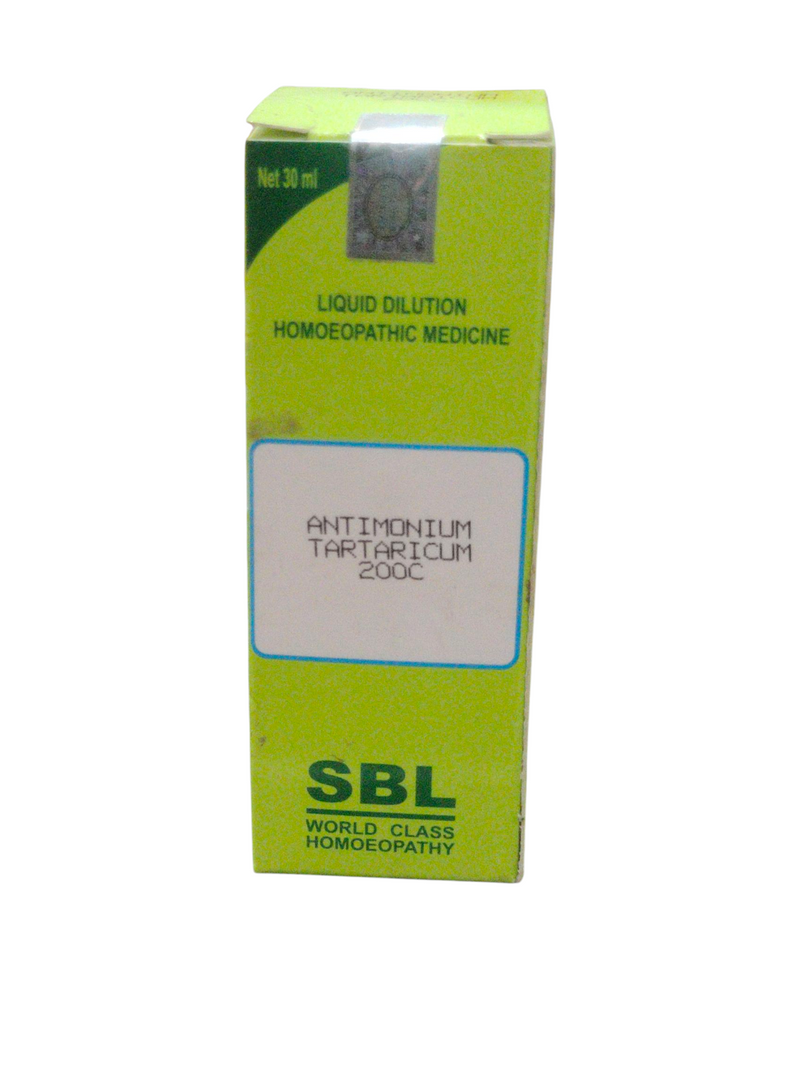 Net 30 ml
LIQUID DILUTION
HOMOEOPATHIC MEDICINE
ANTIMONIUM
TARTARICUM
200C
SBL
WORLD CLASS
HOMOEOPATHY